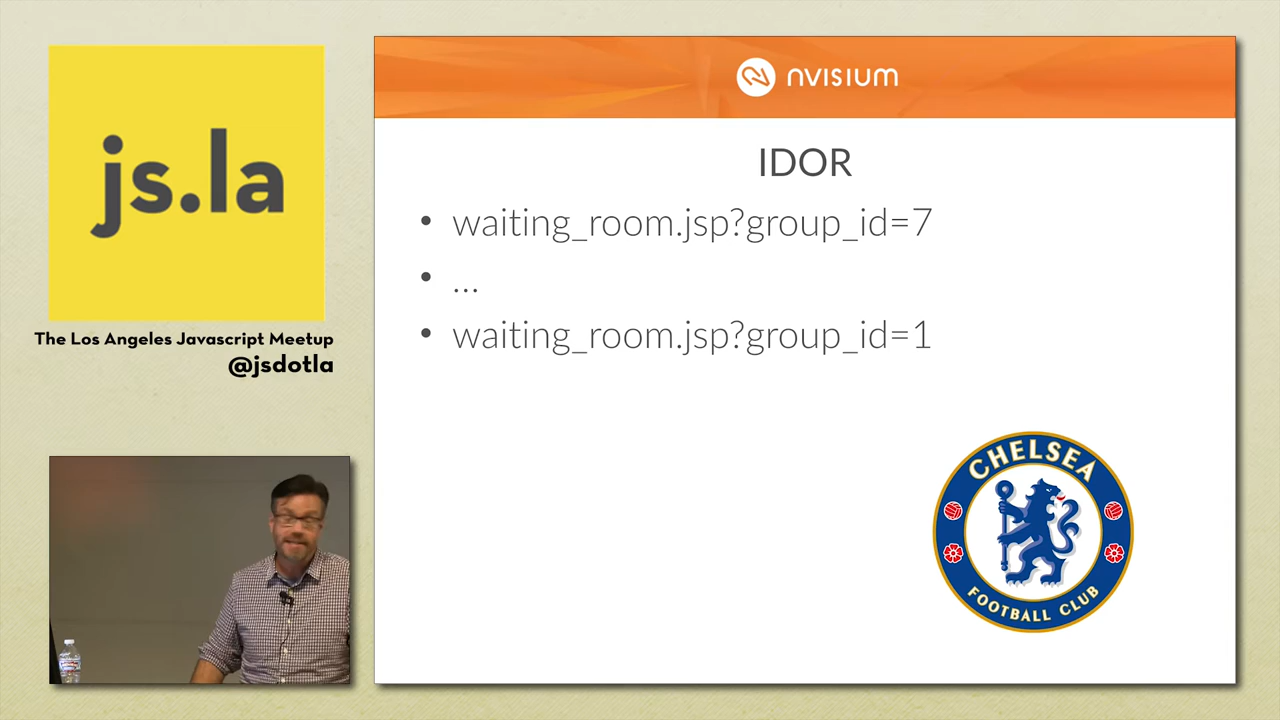 js.la
The Los Angeles Javascript Meetup
@jsdotla
nVISIUM
IDOR
• waiting_room.jsp?group_id=7
• ...
• waiting_room.jsp?group_id=1
CHELSEA
FOOTBALL CLUB